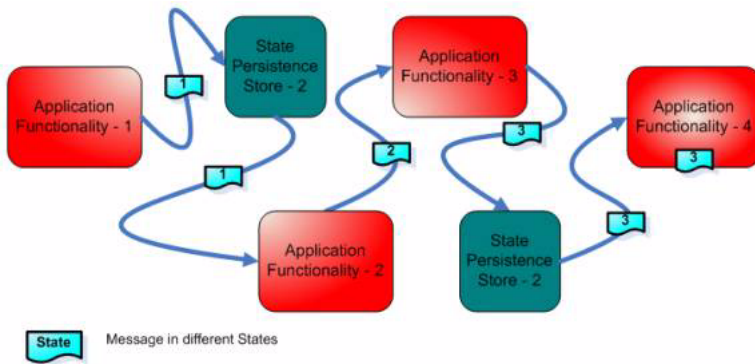 Application
Functionality - 1
1
State
Persistence
Store - 2
1
Application
Functionality - 2
2
Application
Functionality - 3
3
State
Persistence
Store - 2
3
Application
Functionality - 4
3
State
Message in different States